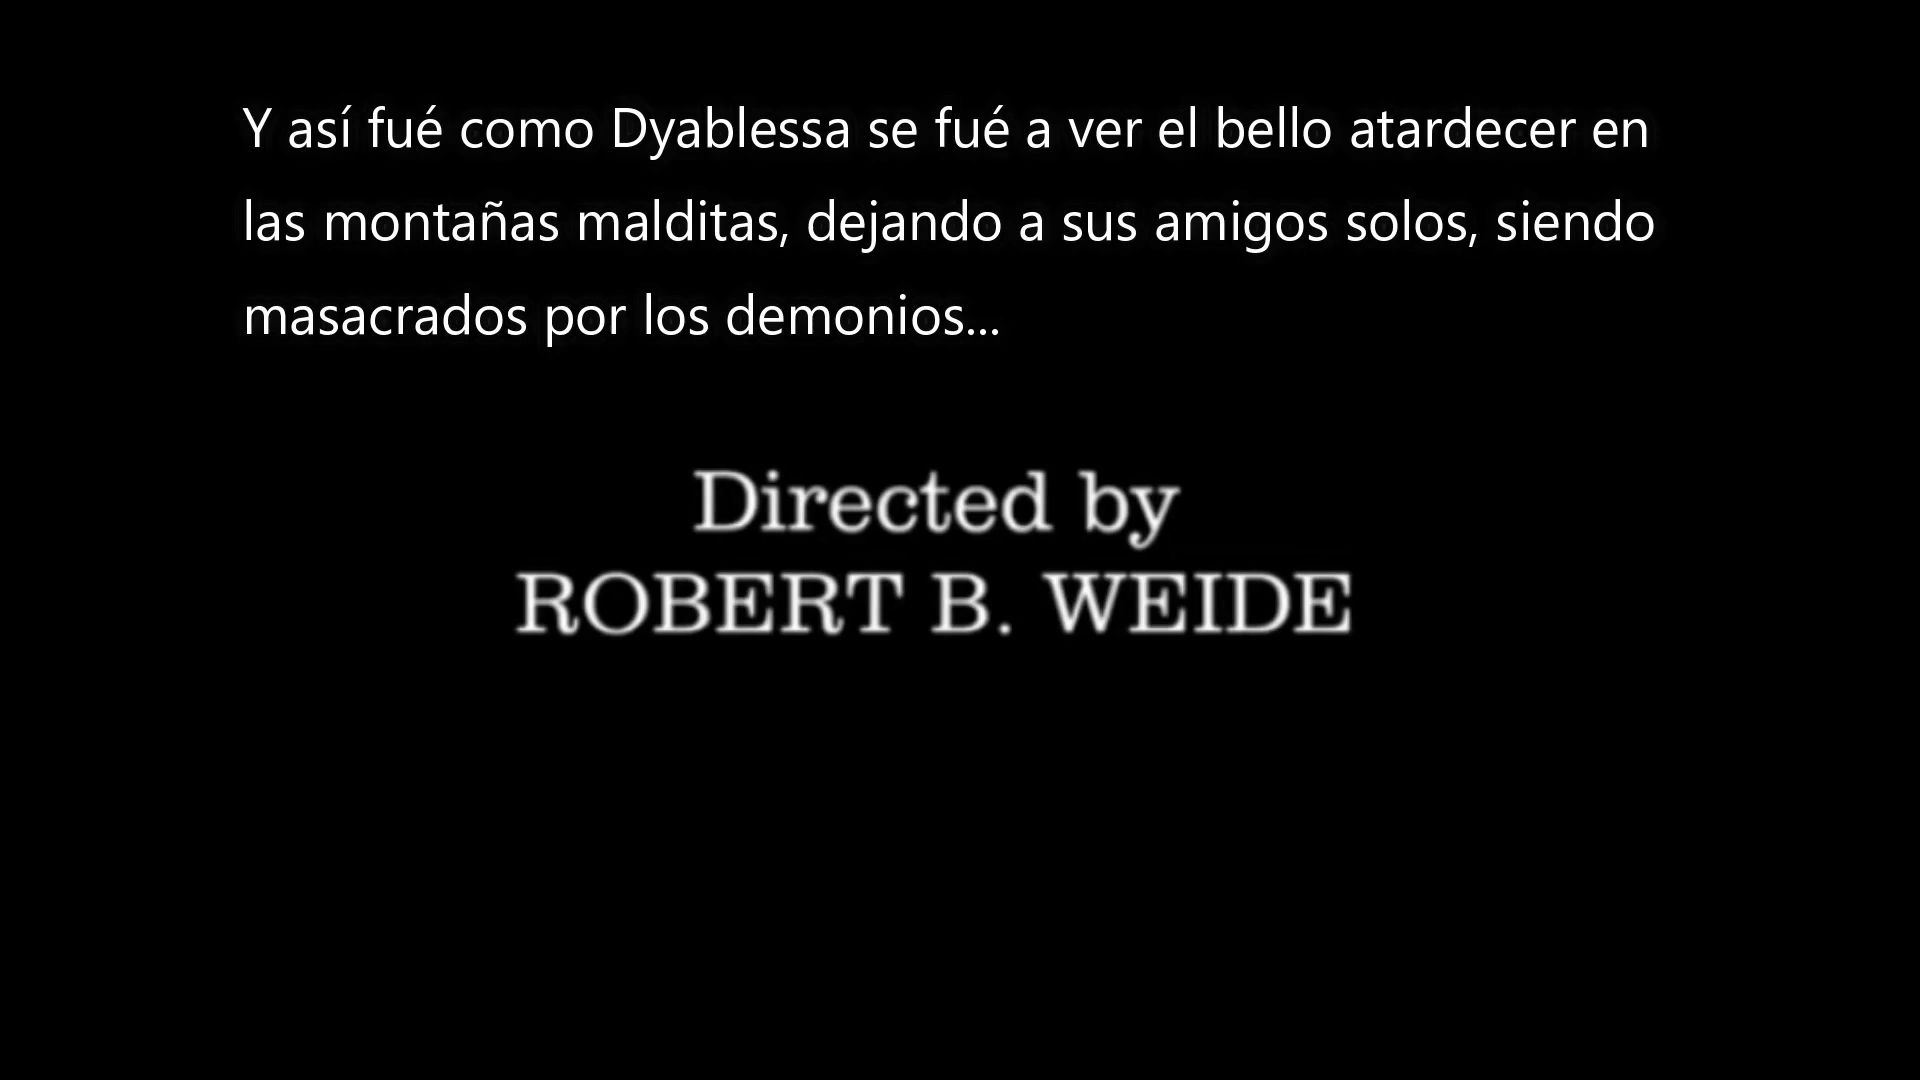 Y así fué como Dyablessa se fué a ver el bello atardecer en
las montañas malditas, dejando a sus amigos solos, siendo
masacrados por los demonios...
Directed by
ROBERT B. WEIDE